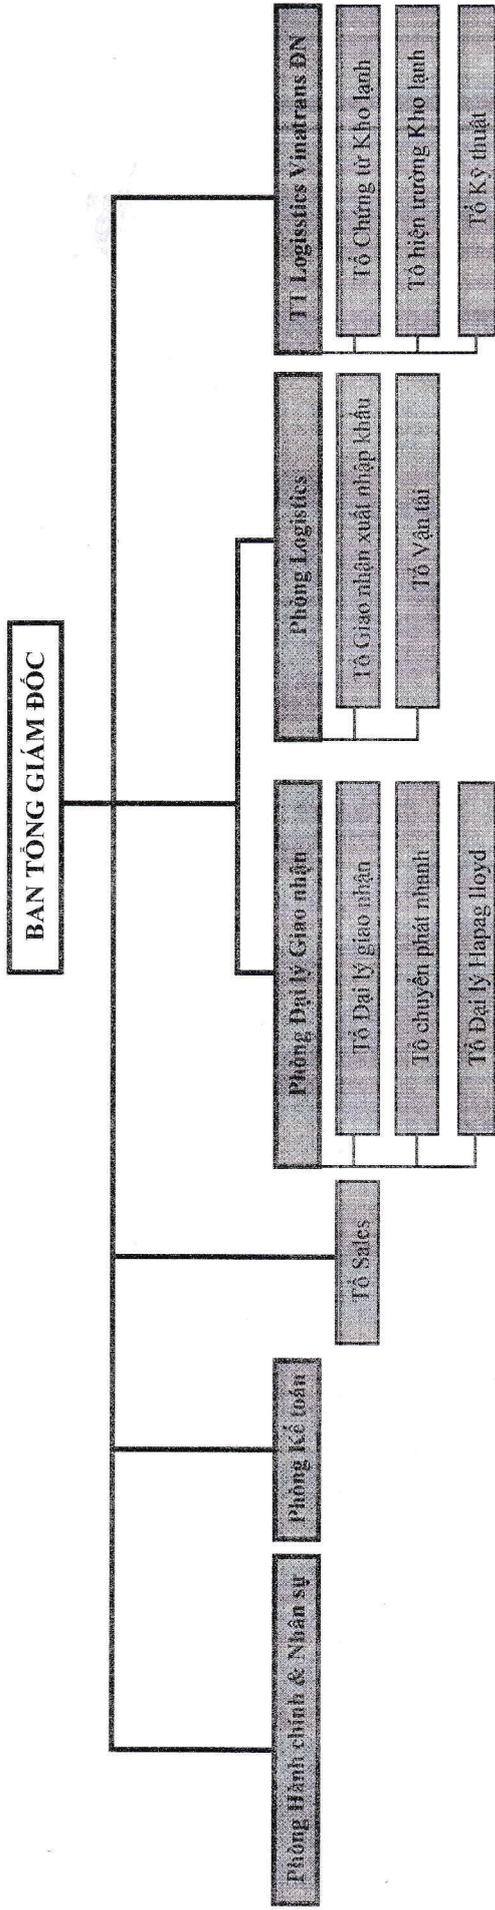 BAN TỔNG GIÁM ĐỐC
Phòng Hành chính & Nhân sự
Phòng Kế toán
Tổ Sales
Phòng Đại lý Giao nhận
Tổ Đại lý giao nhận
Tổ chuyển phát nhanh
Tổ Đại lý Hapag lloyd
Phòng Logistics
Tổ Giao nhận xuất nhập khẩu
Tổ Vận tải
TT Logisstics Vinatrans ĐN
Tổ Chứng từ Kho lạnh
Tổ hiện trường Kho lạnh
Tổ Kỹ thuật